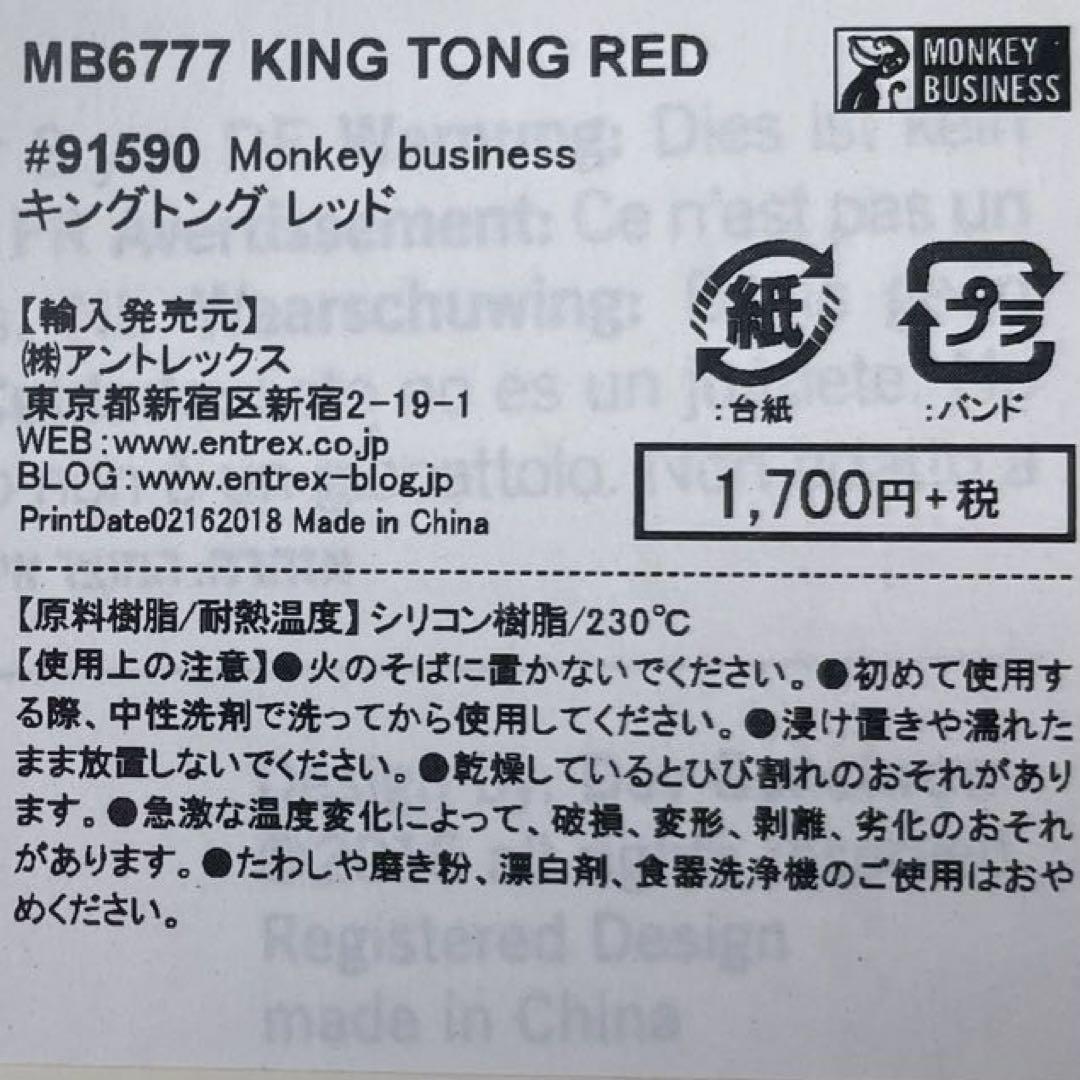 MB6777 KING TONG RED
MONKEY
BUSINESS
#91590 Monkey business
キングトング レッド
【輸入発売元】
㈱アントレックス
東京都新宿区新宿2-19-1
WEB:www.entrex.co.jp
BLOG:www.entrex-blog.jp
PrintDate02162018 Made in China
紙
:台紙
プラ
:バンド
1,700円+税
【原料樹脂/耐熱温度】シリコン樹脂/230℃
【使用上の注意】●火のそばに置かないでください。●初めて使用す
る際、中性洗剤で洗ってから使用してください。●浸け置きや濡れた
まま放置しないでください。●乾燥しているとひび割れのおそれがあり
ます。●急激な温度変化によって、破損、変形、剥離、劣化のおそれ
があります。●たわしや磨き粉、漂白剤、食器洗浄機のご使用はおや
めください。
Warnung: Dies ist kein
FR Avertissement: Ce n'est pas un
Waarschuwing:
Registered Design
made in China